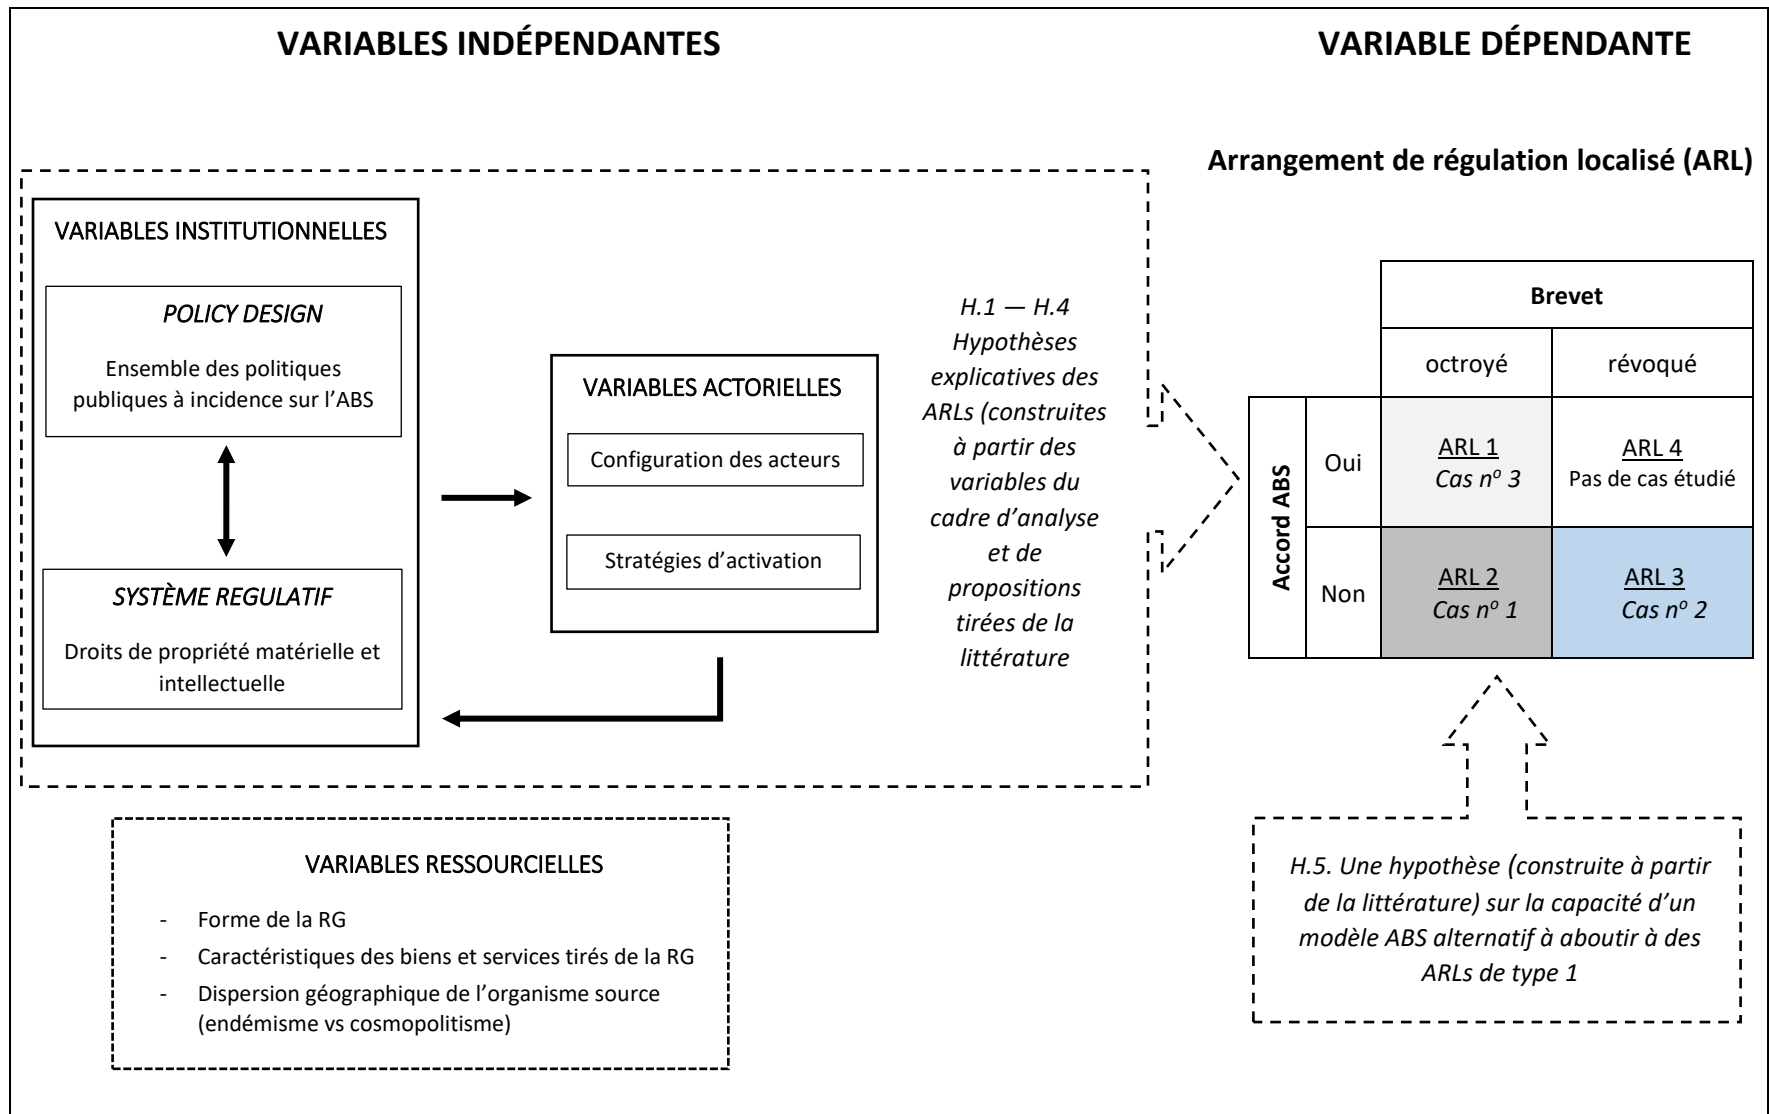 VARIABLES INDÉPENDANTES
VARIABLE DÉPENDANTE
Arrangement de régulation localisé (ARL)
VARIABLES INSTITUTIONNELLES
POLICY DESIGN
Ensemble des politiques
publiques à incidence sur l’ABS
SYSTÈME REGULATIF
Droits de propriété matérielle et
intellectuelle
VARIABLES ACTORIELLES
Configuration des acteurs
Stratégies d’activation
H.1 — H.4
Hypothèses
explicatives des
ARLs (construites
à partir des
variables du
cadre d’analyse
et de
propositions
tirées de la
littérature
Brevet
octroyé
révoqué
Accord ABS
Oui
ARL 1
Cas nº 3
ARL 4
Pas de cas étudié
Non
ARL 2
Cas nº 1
ARL 3
Cas nº 2
VARIABLES RESSOURCIELLES
- Forme de la RG
- Caractéristiques des biens et services tirés de la RG
- Dispersion géographique de l’organisme source
(endémisme vs cosmopolitisme)
H.5. Une hypothèse (construite à partir
de la littérature) sur la capacité d’un
modèle ABS alternatif à aboutir à des
ARLs de type 1